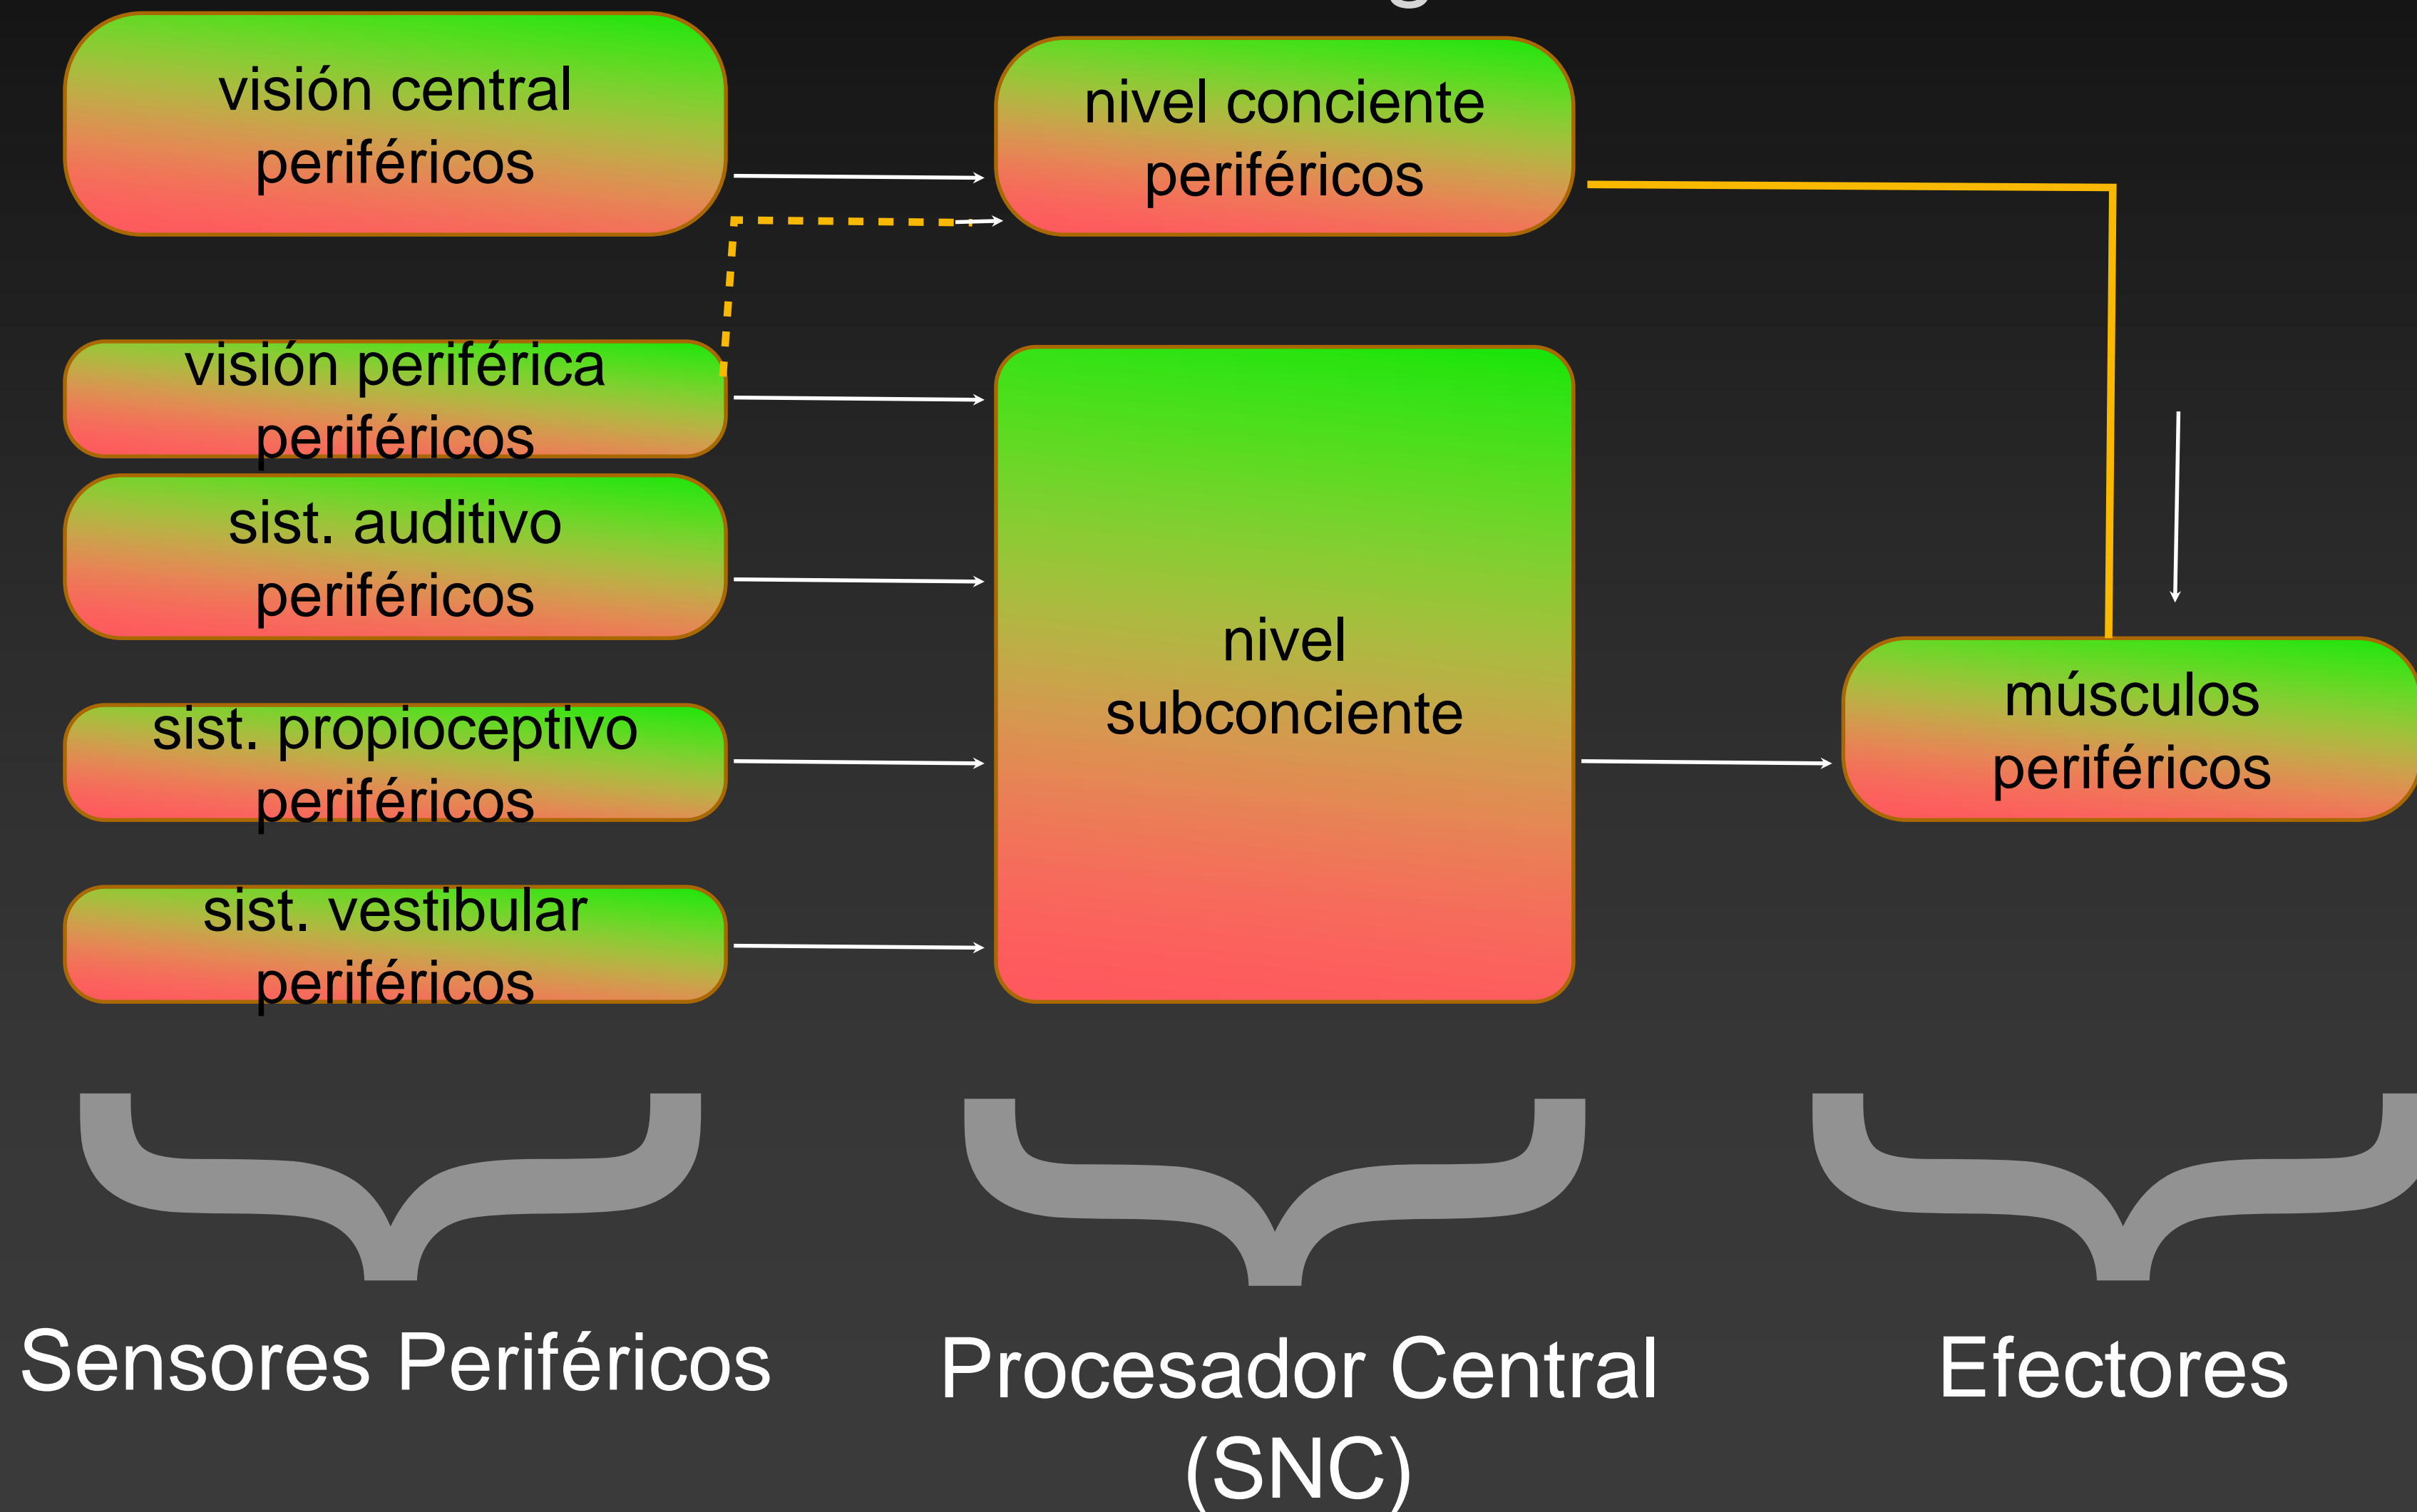 visión central
periféricos
nivel conciente
periféricos
visión periférica
periféricos
sist. auditivo
periféricos
nivel
subconciente
sist. propioceptivo
periféricos
músculos
periféricos
sist. vestibular
periféricos
Sensores Periféricos
Procesador Central
(SNC)
Efectores